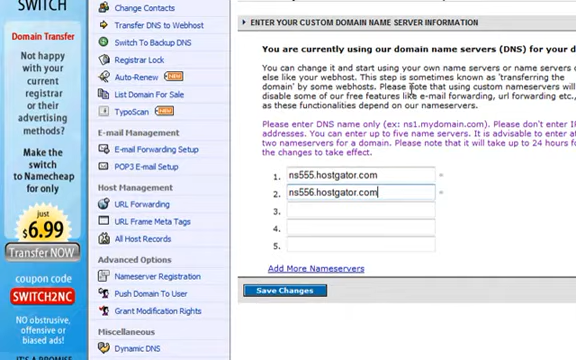 SWITCH
Domain Transfer
Not happy
with your
current
registrar
or their
advertising
methods?
Make the
switch
to Namecheap
for only
just
$6.99
Transfer NOW
coupon code
SWITCH2NC
NO obtrusive,
offensive or
biased ads!
IT'S A PROMISE
Change Contacts
Transfer DNS to Webhost
Switch To Backup DNS
Registrar Lock
Auto-Renew
List Domain For Sale
TypoScan
E-mail Management
E-mail Forwarding Setup
POP3 E-mail Setup
Host Management
URL Forwarding
URL Frame Meta Tags
All Host Records
Advanced Options
Nameserver Registration
Push Domain To User
Grant Modification Rights
Miscellaneous
Dynamic DNS
ENTER YOUR CUSTOM DOMAIN NAME SERVER INFORMATION
You are currently using our domain name servers (DNS) for your d
You can change it and start using your own name servers or name servers
else like your webhost. This step is sometimes known as 'transferring the
domain' by some webhosts. Please note that using custom nameservers will
disable some of our free features like e-mail forwarding, url forwarding etc.,
as these functionalities depend on our nameservers.
Please enter DNS name only (ex: ns1.mydomain.com). Please don't enter I
addresses. You can enter up to five name servers. It is advisable to enter at
two nameservers for a domain. Please note that it will take up to 24 hours fo
the changes to take effect.
1. ns555.hostgator.com
2. ns556.hostgator.com
3.
4.
5.
Add More Nameservers
Save Changes